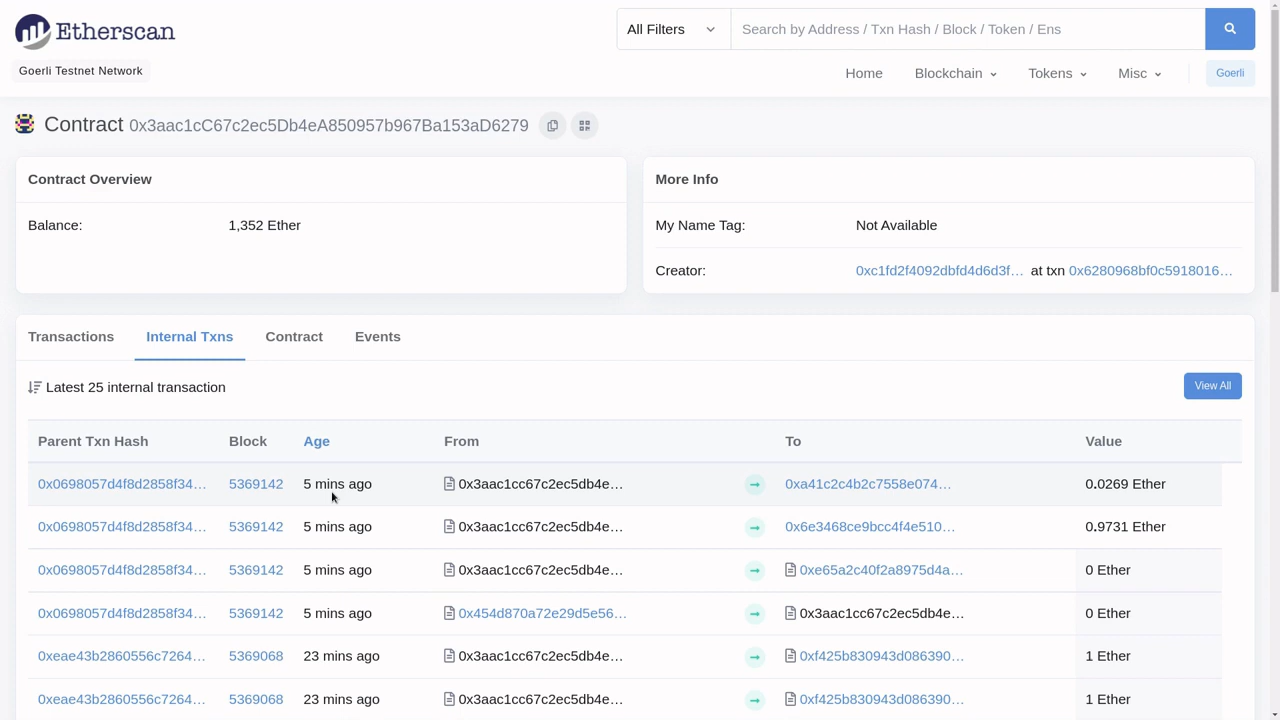 Etherscan
All Filters
Search by Address / Txn Hash / Block / Token / Ens
Goerli Testnet Network
Home Blockchain Tokens Misc Goerli
Contract 0x3aac1cC67c2ec5Db4eA850957b967Ba153aD6279
Contract Overview
Balance: 1,352 Ether
More Info
My Name Tag: Not Available
Creator: 0xc1fd2f4092dbfd4d6d3f… at txn 0x6280968bf0c5918016…
Transactions Internal Txns Contract Events
Latest 25 internal transaction
View All
Parent Txn Hash Block Age From To Value
0x0698057d4f8d2858f34… 5369142 5 mins ago 0x3aac1cc67c2ec5db4e… 0xa41c2c4b2c7558e074… 0.0269 Ether
0x0698057d4f8d2858f34… 5369142 5 mins ago 0x3aac1cc67c2ec5db4e… 0x6e3468ce9bcc4f4e510… 0.9731 Ether
0x0698057d4f8d2858f34… 5369142 5 mins ago 0x3aac1cc67c2ec5db4e… 0xe65a2c40f2a8975d4a… 0 Ether
0x0698057d4f8d2858f34… 5369142 5 mins ago 0x454d870a72e29d5e56… 0x3aac1cc67c2ec5db4e… 0 Ether
0xeae43b2860556c7264… 5369068 23 mins ago 0x3aac1cc67c2ec5db4e… 0xf425b830943d086390… 1 Ether
0xeae43b2860556c7264… 5369068 23 mins ago 0x3aac1cc67c2ec5db4e… 0xf425b830943d086390… 1 Ether